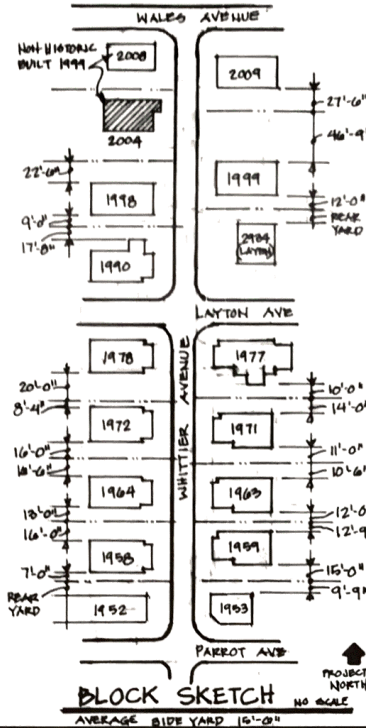 WALES AVENUE
NON HISTORIC
BUILT 1999
2008
2009
27'-6"
2004
46'-9"
22'-6"
1998
1999
12'-0"
REAR
YARD
9'-0"
17'-8"
1990
2984
(LAYTON)
LAYTON AVE
WHITTIER AVENUE
1978
1977
20'-0"
10'-0"
8'-4"
14'-0"
1972
1971
16'-0"
11'-0"
10'-6"
1964
1963
13'-0"
12'-0"
16'-0"
12'-9"
1958
1959
7'-0"
15'-0"
REAR
YARD
9'-9"
1952
1953
PARROT AVE
PROJECT
NORTH
BLOCK SKETCH
NO SCALE
AVERAGE SIDE YARD 15'-0"